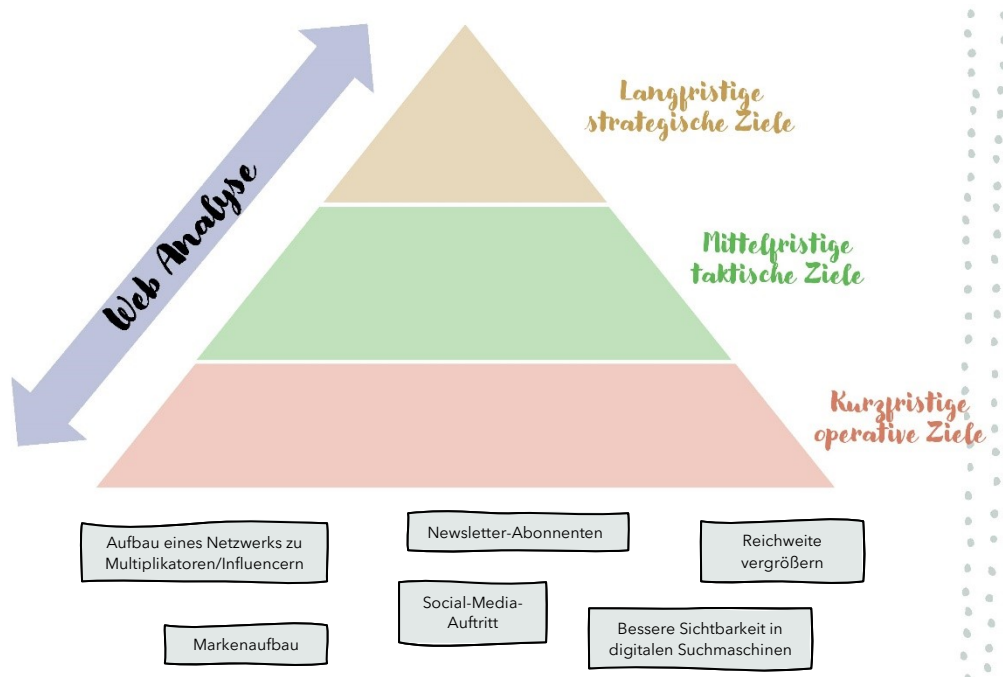 Langfristige
strategische Ziele
Web Analyse
Mittelfristige
taktische Ziele
Kurzfristige
operative Ziele
Aufbau eines Netzwerks zu
Multiplikatoren/Influencern
Newsletter-Abonnenten
Reichweite
vergrößern
Social-Media-
Auftritt
Markenaufbau
Bessere Sichtbarkeit in
digitalen Suchmaschinen